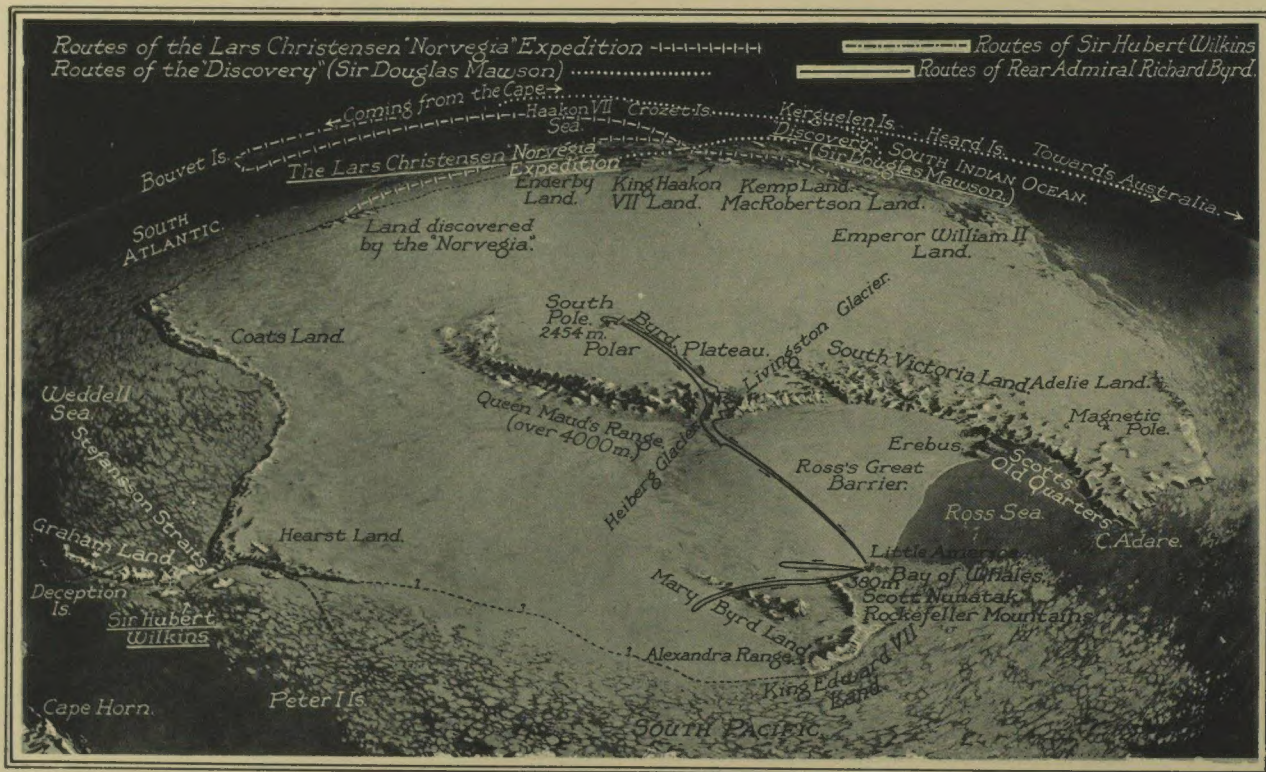 Routes of the Lars Christensen "Norvegia" Expedition
Routes of the "Discovery" (Sir Douglas Mawson)
Routes of Sir Hubert Wilkins
Routes of Rear Admiral Richard Byrd.
Coming from the Cape
Bouvet Is.
Haakon VII
Sea.
Crozet Is.
Kerguelen Is.
Heard Is.
Towards Australia.
"Discovery"
(Sir Douglas Mawson.)
SOUTH INDIAN OCEAN.
The Lars Christensen "Norvegia"
Expedition
Enderby
Land.
King Haakon
VII Land.
Kemp Land.
MacRobertson Land.
SOUTH
ATLANTIC.
Land discovered
by the "Norvegia".
Emperor William II
Land.
South
Pole.
2454 m.
Byrd.
Polar
Plateau.
Livingston Glacier.
Coats Land.
South Victoria Land.
Adelie Land.
Magnetic
Pole.
Weddell
Sea.
Stefansson Straits
Queen Maud's Range
(over 4000 m.)
Heiberg Glacier
Erebus.
Scott's
Old Quarters
Ross's Great
Barrier.
Ross Sea.
C. Adare.
Graham Land
Hearst Land.
Deception
Is.
Sir Hubert
Wilkins
Little America
Bay of Whales.
380 m.
Scott Nunatak.
Rockefeller Mountains
Mary Byrd Land
?
?
?
Alexandra Range
King Edward VII
Land
Peter I Is.
Cape Horn.
SOUTH PACIFIC